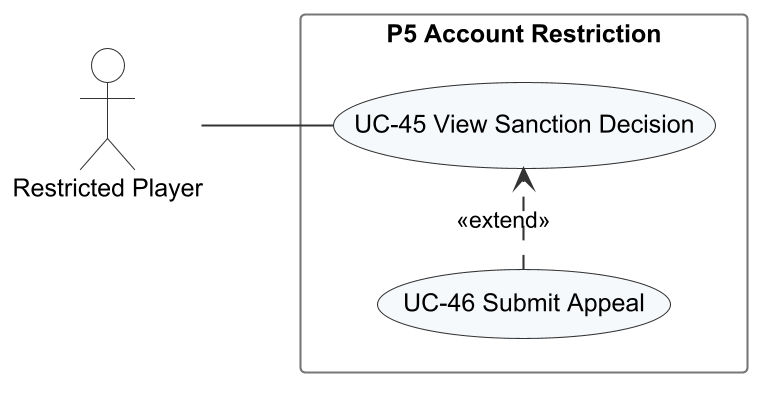 P5 Account Restriction
UC-45 View Sanction Decision
Restricted Player
«extend»
UC-46 Submit Appeal